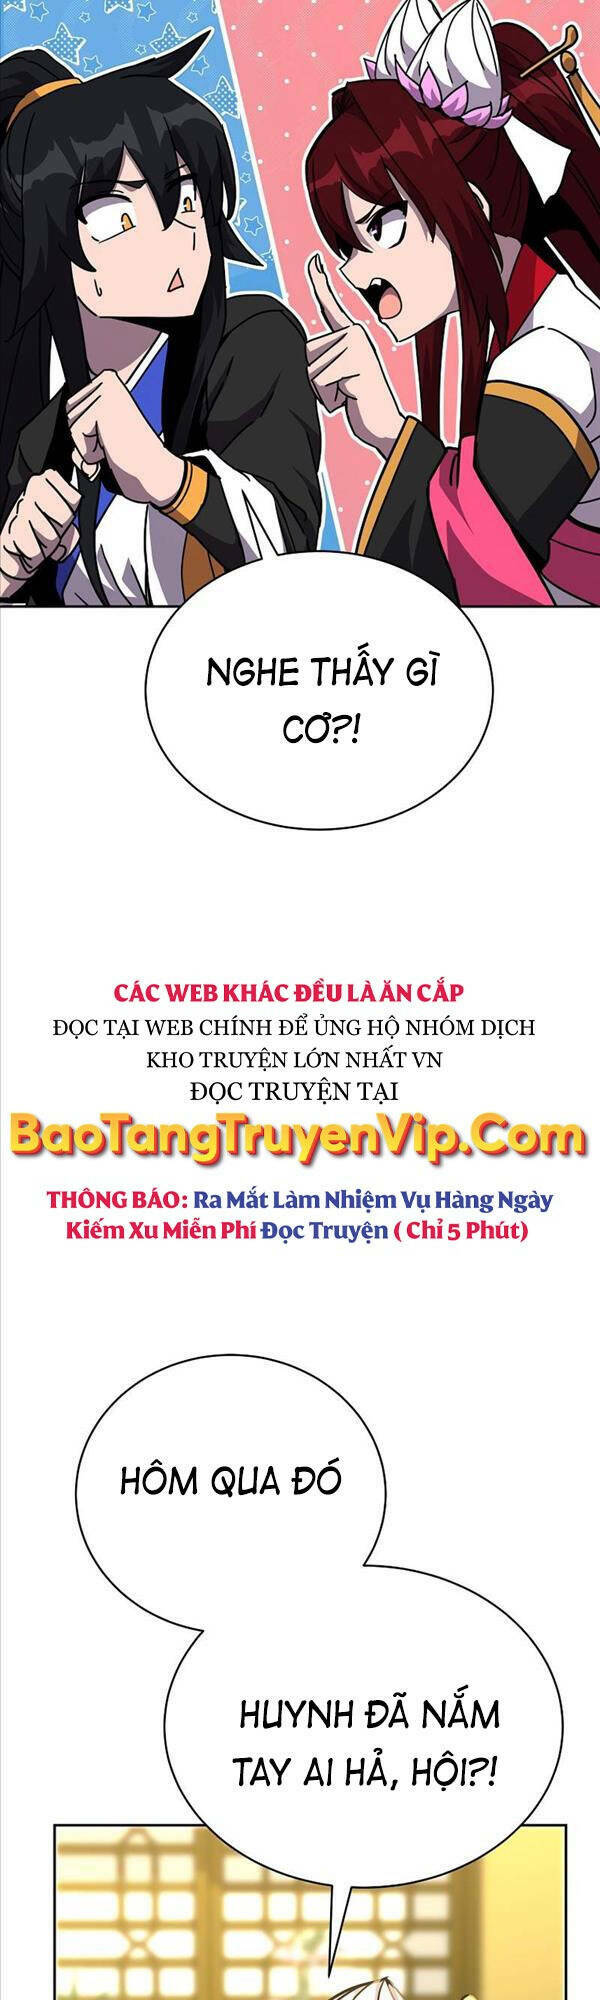 NGHE THẤY GÌ
CƠ?!
CÁC WEB KHÁC ĐỀU LÀ ĂN CẮP
ĐỌC TẠI WEB CHÍNH ĐỂ ỦNG HỘ NHÓM DỊCH
KHO TRUYỆN LỚN NHẤT VN
ĐỌC TRUYỆN TẠI
BaoTangTruyenVip.Com
THÔNG BÁO: Ra Mắt Làm Nhiệm Vụ Hàng Ngày
Kiếm Xu Miễn Phí Đọc Truyện ( Chỉ 5 Phút)
HÔM QUA ĐÓ
HUYNH ĐÃ NẮM
TAY AI HẢ, HỘI?!